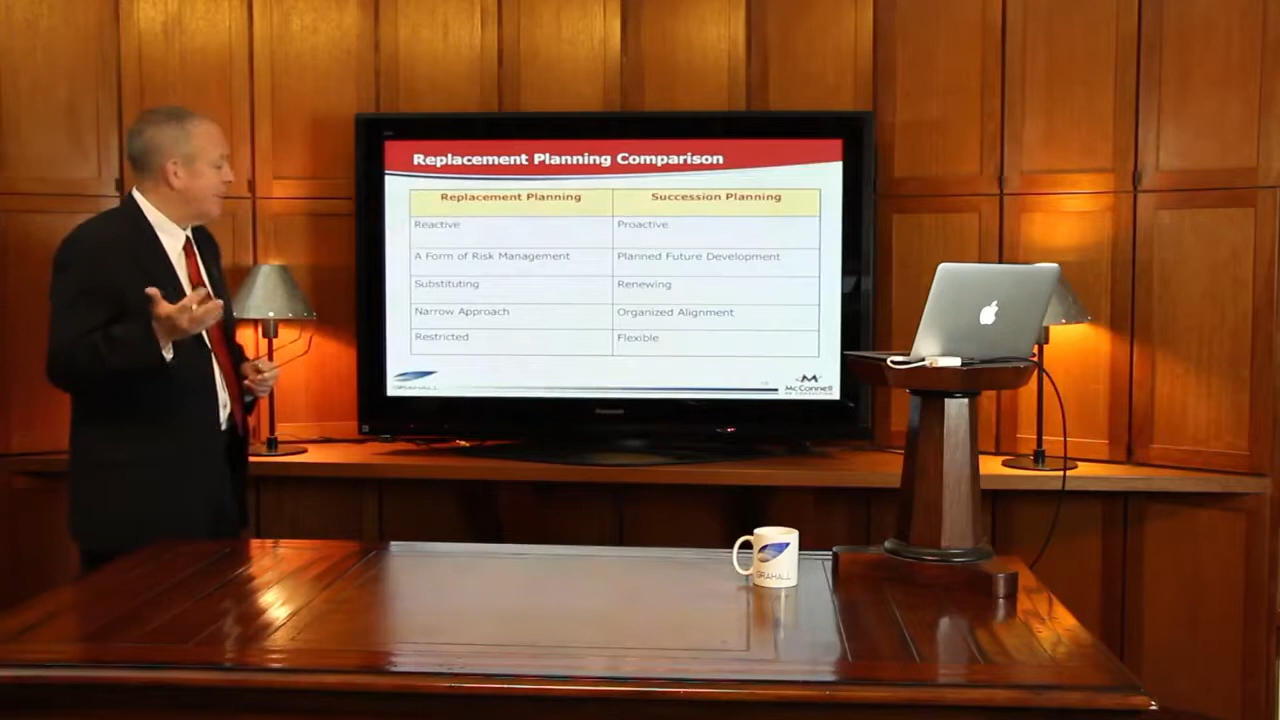 Replacement Planning Comparison
Replacement Planning Succession Planning
Reactive Proactive
A Form of Risk Management Planned Future Development
Substituting Renewing
Narrow Approach Organized Alignment
Restricted Flexible
GRAHALL
McConnell
GRAHALL